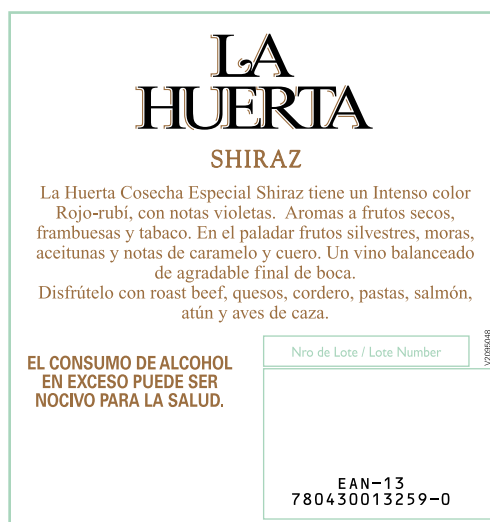 LA
HUERTA
SHIRAZ
La Huerta Cosecha Especial Shiraz tiene un Intenso color
Rojo-rubí, con notas violetas. Aromas a frutos secos,
frambuesas y tabaco. En el paladar frutos silvestres, moras,
aceitunas y notas de caramelo y cuero. Un vino balanceado
de agradable final de boca.
Disfrútelo con roast beef, quesos, cordero, pastas, salmón,
atún y aves de caza.
EL CONSUMO DE ALCOHOL
EN EXCESO PUEDE SER
NOCIVO PARA LA SALUD.
Nro de Lote / Lote Number
V2095048
EAN-13
780430013259-0